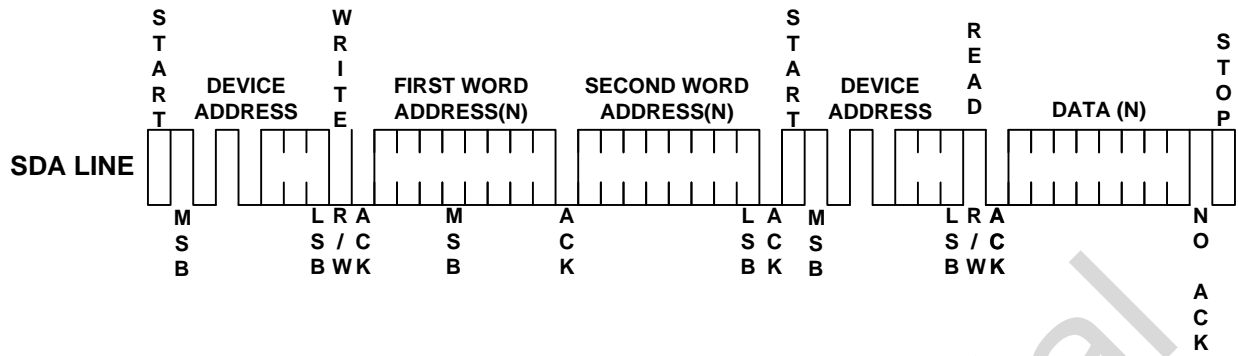 START
WRITE
START
READ
STOP
DEVICE
ADDRESS
FIRST WORD
ADDRESS(N)
SECOND WORD
ADDRESS(N)
DEVICE
ADDRESS
DATA (N)
SDA LINE
MSB
LSB
R/W
ACK
MSB
ACK
LSB
ACK
MSB
LSB
R/W
ACK
NO ACK